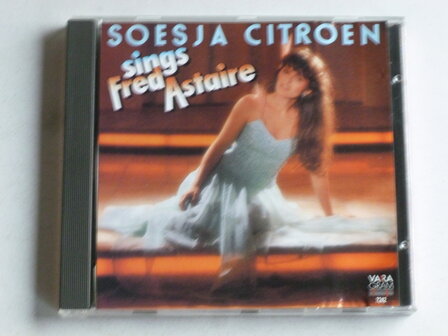 SOESJA CITROEN
sings
Fred Astaire
VARA
GRAM